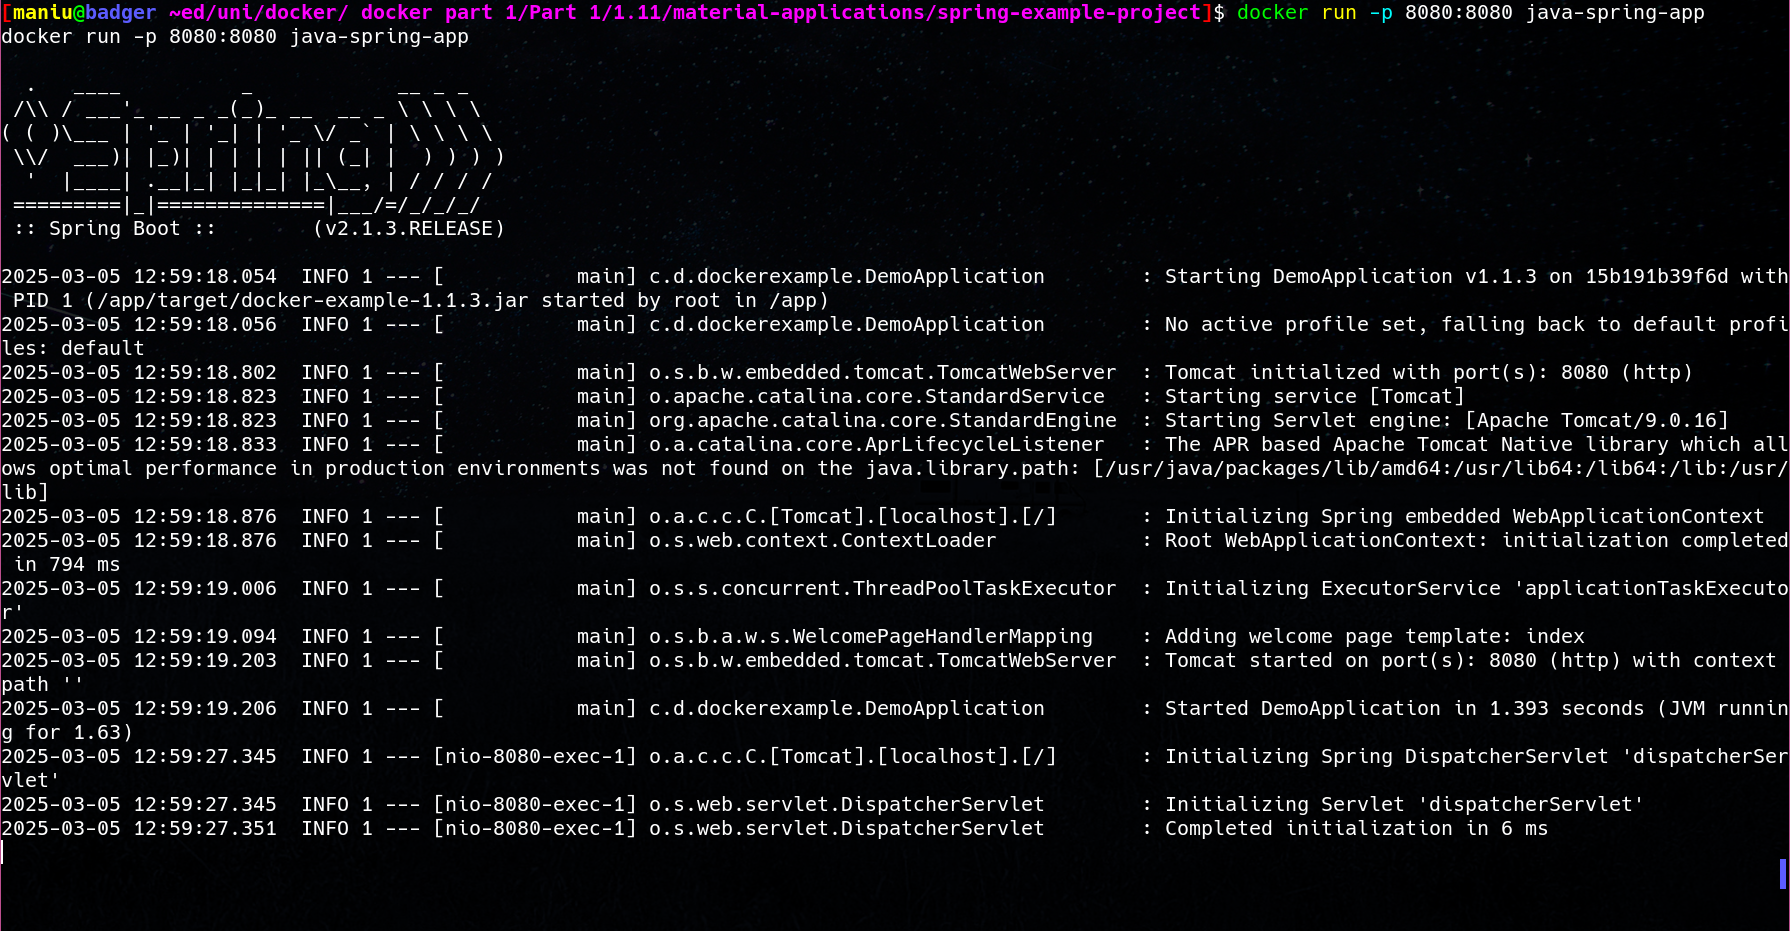 [maniu@badger ~ed/uni/docker/ docker part 1/Part 1/1.11/material-applications/spring-example-project]$ docker run -p 8080:8080 java-spring-app
docker run -p 8080:8080 java-spring-app

  .   ____          _            __ _ _
 /\\ / ___'_ __ _ _(_)_ __  __ _ \ \ \ \
( ( )\___ | '_ | '_| | '_ \/ _` | \ \ \ \
 \\/  ___)| |_)| | | | | || (_| |  ) ) ) )
  '  |____| .__|_| |_|_| |_\__, | / / / /
 =========|_|==============|___/=/_/_/_/
 :: Spring Boot ::        (v2.1.3.RELEASE)

2025-03-05 12:59:18.054  INFO 1 --- [           main] c.d.dockerexample.DemoApplication        : Starting DemoApplication v1.1.3 on 15b191b39f6d with
 PID 1 (/app/target/docker-example-1.1.3.jar started by root in /app)
2025-03-05 12:59:18.056  INFO 1 --- [           main] c.d.dockerexample.DemoApplication        : No active profile set, falling back to default profi
les: default
2025-03-05 12:59:18.802  INFO 1 --- [           main] o.s.b.w.embedded.tomcat.TomcatWebServer  : Tomcat initialized with port(s): 8080 (http)
2025-03-05 12:59:18.823  INFO 1 --- [           main] o.apache.catalina.core.StandardService   : Starting service [Tomcat]
2025-03-05 12:59:18.823  INFO 1 --- [           main] org.apache.catalina.core.StandardEngine  : Starting Servlet engine: [Apache Tomcat/9.0.16]
2025-03-05 12:59:18.833  INFO 1 --- [           main] o.a.catalina.core.AprLifecycleListener   : The APR based Apache Tomcat Native library which all
ows optimal performance in production environments was not found on the java.library.path: [/usr/java/packages/lib/amd64:/usr/lib64:/lib64:/lib:/usr/
lib]
2025-03-05 12:59:18.876  INFO 1 --- [           main] o.a.c.c.C.[Tomcat].[localhost].[/]       : Initializing Spring embedded WebApplicationContext
2025-03-05 12:59:18.876  INFO 1 --- [           main] o.s.web.context.ContextLoader            : Root WebApplicationContext: initialization completed
 in 794 ms
2025-03-05 12:59:19.006  INFO 1 --- [           main] o.s.s.concurrent.ThreadPoolTaskExecutor  : Initializing ExecutorService 'applicationTaskExecuto
r'
2025-03-05 12:59:19.094  INFO 1 --- [           main] o.s.b.a.w.s.WelcomePageHandlerMapping    : Adding welcome page template: index
2025-03-05 12:59:19.203  INFO 1 --- [           main] o.s.b.w.embedded.tomcat.TomcatWebServer  : Tomcat started on port(s): 8080 (http) with context
path ''
2025-03-05 12:59:19.206  INFO 1 --- [           main] c.d.dockerexample.DemoApplication        : Started DemoApplication in 1.393 seconds (JVM runnin
g for 1.63)
2025-03-05 12:59:27.345  INFO 1 --- [nio-8080-exec-1] o.a.c.c.C.[Tomcat].[localhost].[/]       : Initializing Spring DispatcherServlet 'dispatcherSer
vlet'
2025-03-05 12:59:27.345  INFO 1 --- [nio-8080-exec-1] o.s.web.servlet.DispatcherServlet        : Initializing Servlet 'dispatcherServlet'
2025-03-05 12:59:27.351  INFO 1 --- [nio-8080-exec-1] o.s.web.servlet.DispatcherServlet        : Completed initialization in 6 ms